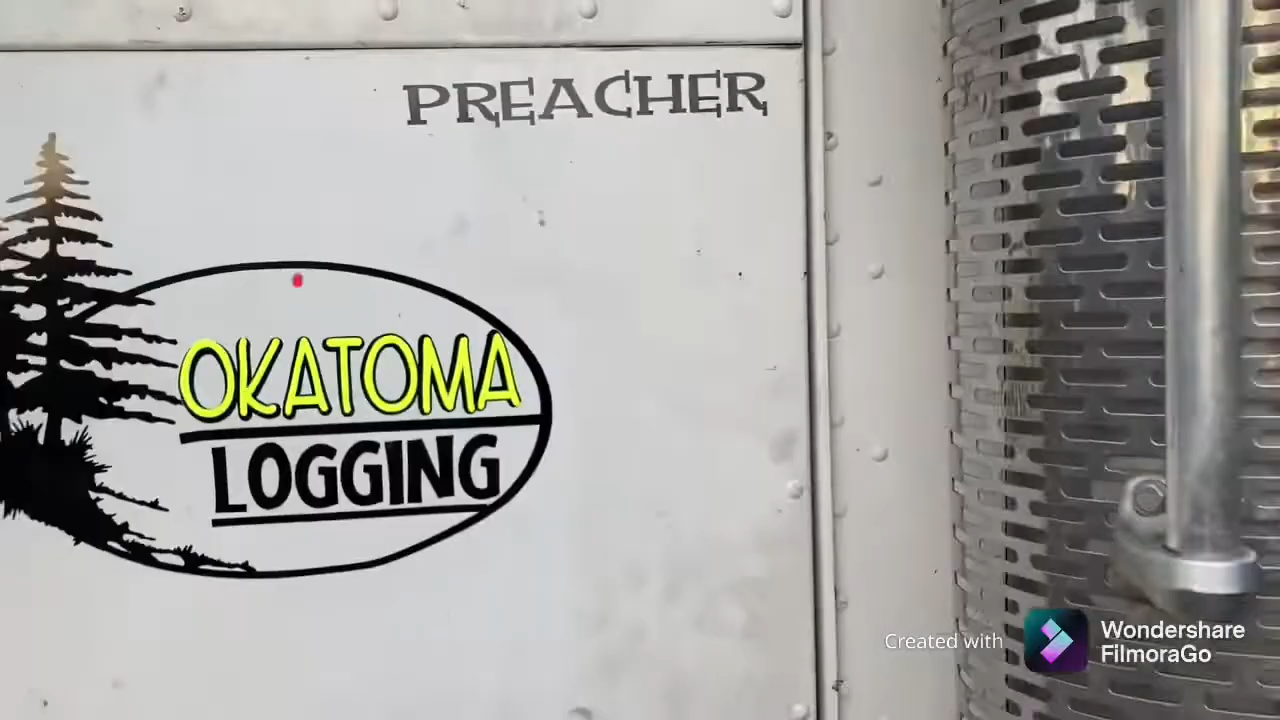 PREACHER
OKATOMA
LOGGING
Created with
Wondershare
FilmoraGo